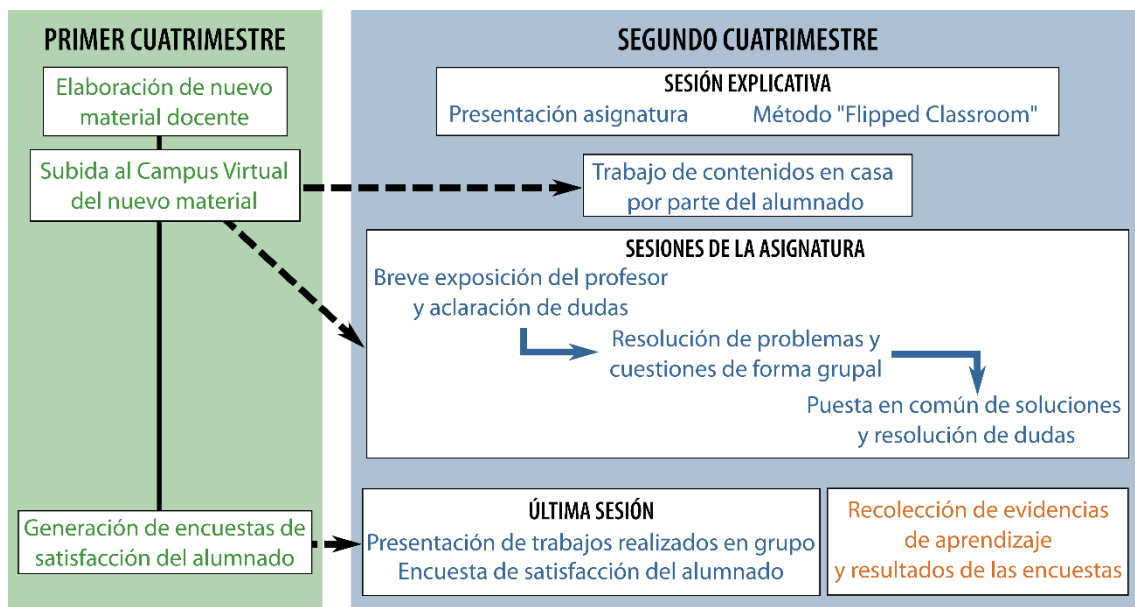 PRIMER CUATRIMESTRE
Elaboración de nuevo
material docente
Subida al Campus Virtual
del nuevo material
Generación de encuestas de
satisfacción del alumnado
SEGUNDO CUATRIMESTRE
SESIÓN EXPLICATIVA
Presentación asignatura Método "Flipped Classroom"
Trabajo de contenidos en casa
por parte del alumnado
SESIONES DE LA ASIGNATURA
Breve exposición del profesor
y aclaración de dudas
Resolución de problemas y
cuestiones de forma grupal
Puesta en común de soluciones
y resolución de dudas
ÚLTIMA SESIÓN
Presentación de trabajos realizados en grupo
Encuesta de satisfacción del alumnado
Recolección de evidencias
de aprendizaje
y resultados de las encuestas